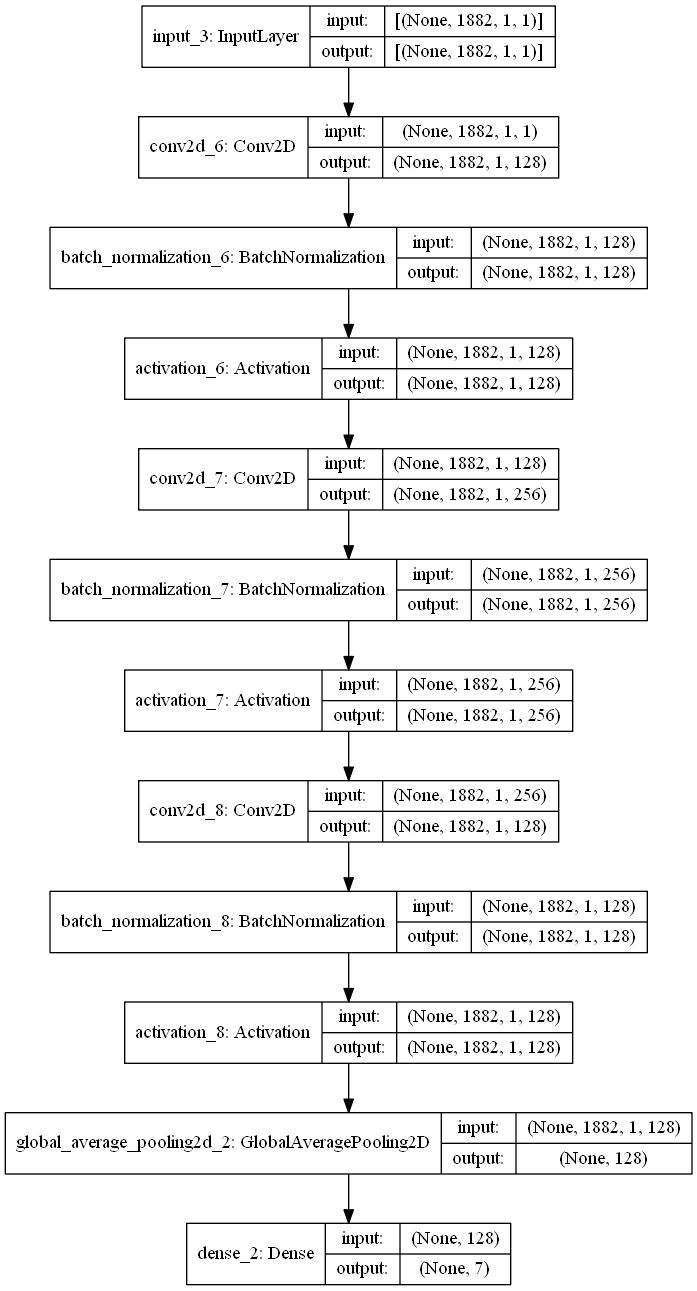 input_3: InputLayer
input: [(None, 1882, 1, 1)]
output: [(None, 1882, 1, 1)]
conv2d_6: Conv2D
input: (None, 1882, 1, 1)
output: (None, 1882, 1, 128)
batch_normalization_6: BatchNormalization
input: (None, 1882, 1, 128)
output: (None, 1882, 1, 128)
activation_6: Activation
input: (None, 1882, 1, 128)
output: (None, 1882, 1, 128)
conv2d_7: Conv2D
input: (None, 1882, 1, 128)
output: (None, 1882, 1, 256)
batch_normalization_7: BatchNormalization
input: (None, 1882, 1, 256)
output: (None, 1882, 1, 256)
activation_7: Activation
input: (None, 1882, 1, 256)
output: (None, 1882, 1, 256)
conv2d_8: Conv2D
input: (None, 1882, 1, 256)
output: (None, 1882, 1, 128)
batch_normalization_8: BatchNormalization
input: (None, 1882, 1, 128)
output: (None, 1882, 1, 128)
activation_8: Activation
input: (None, 1882, 1, 128)
output: (None, 1882, 1, 128)
global_average_pooling2d_2: GlobalAveragePooling2D
input: (None, 1882, 1, 128)
output: (None, 128)
dense_2: Dense
input: (None, 128)
output: (None, 7)